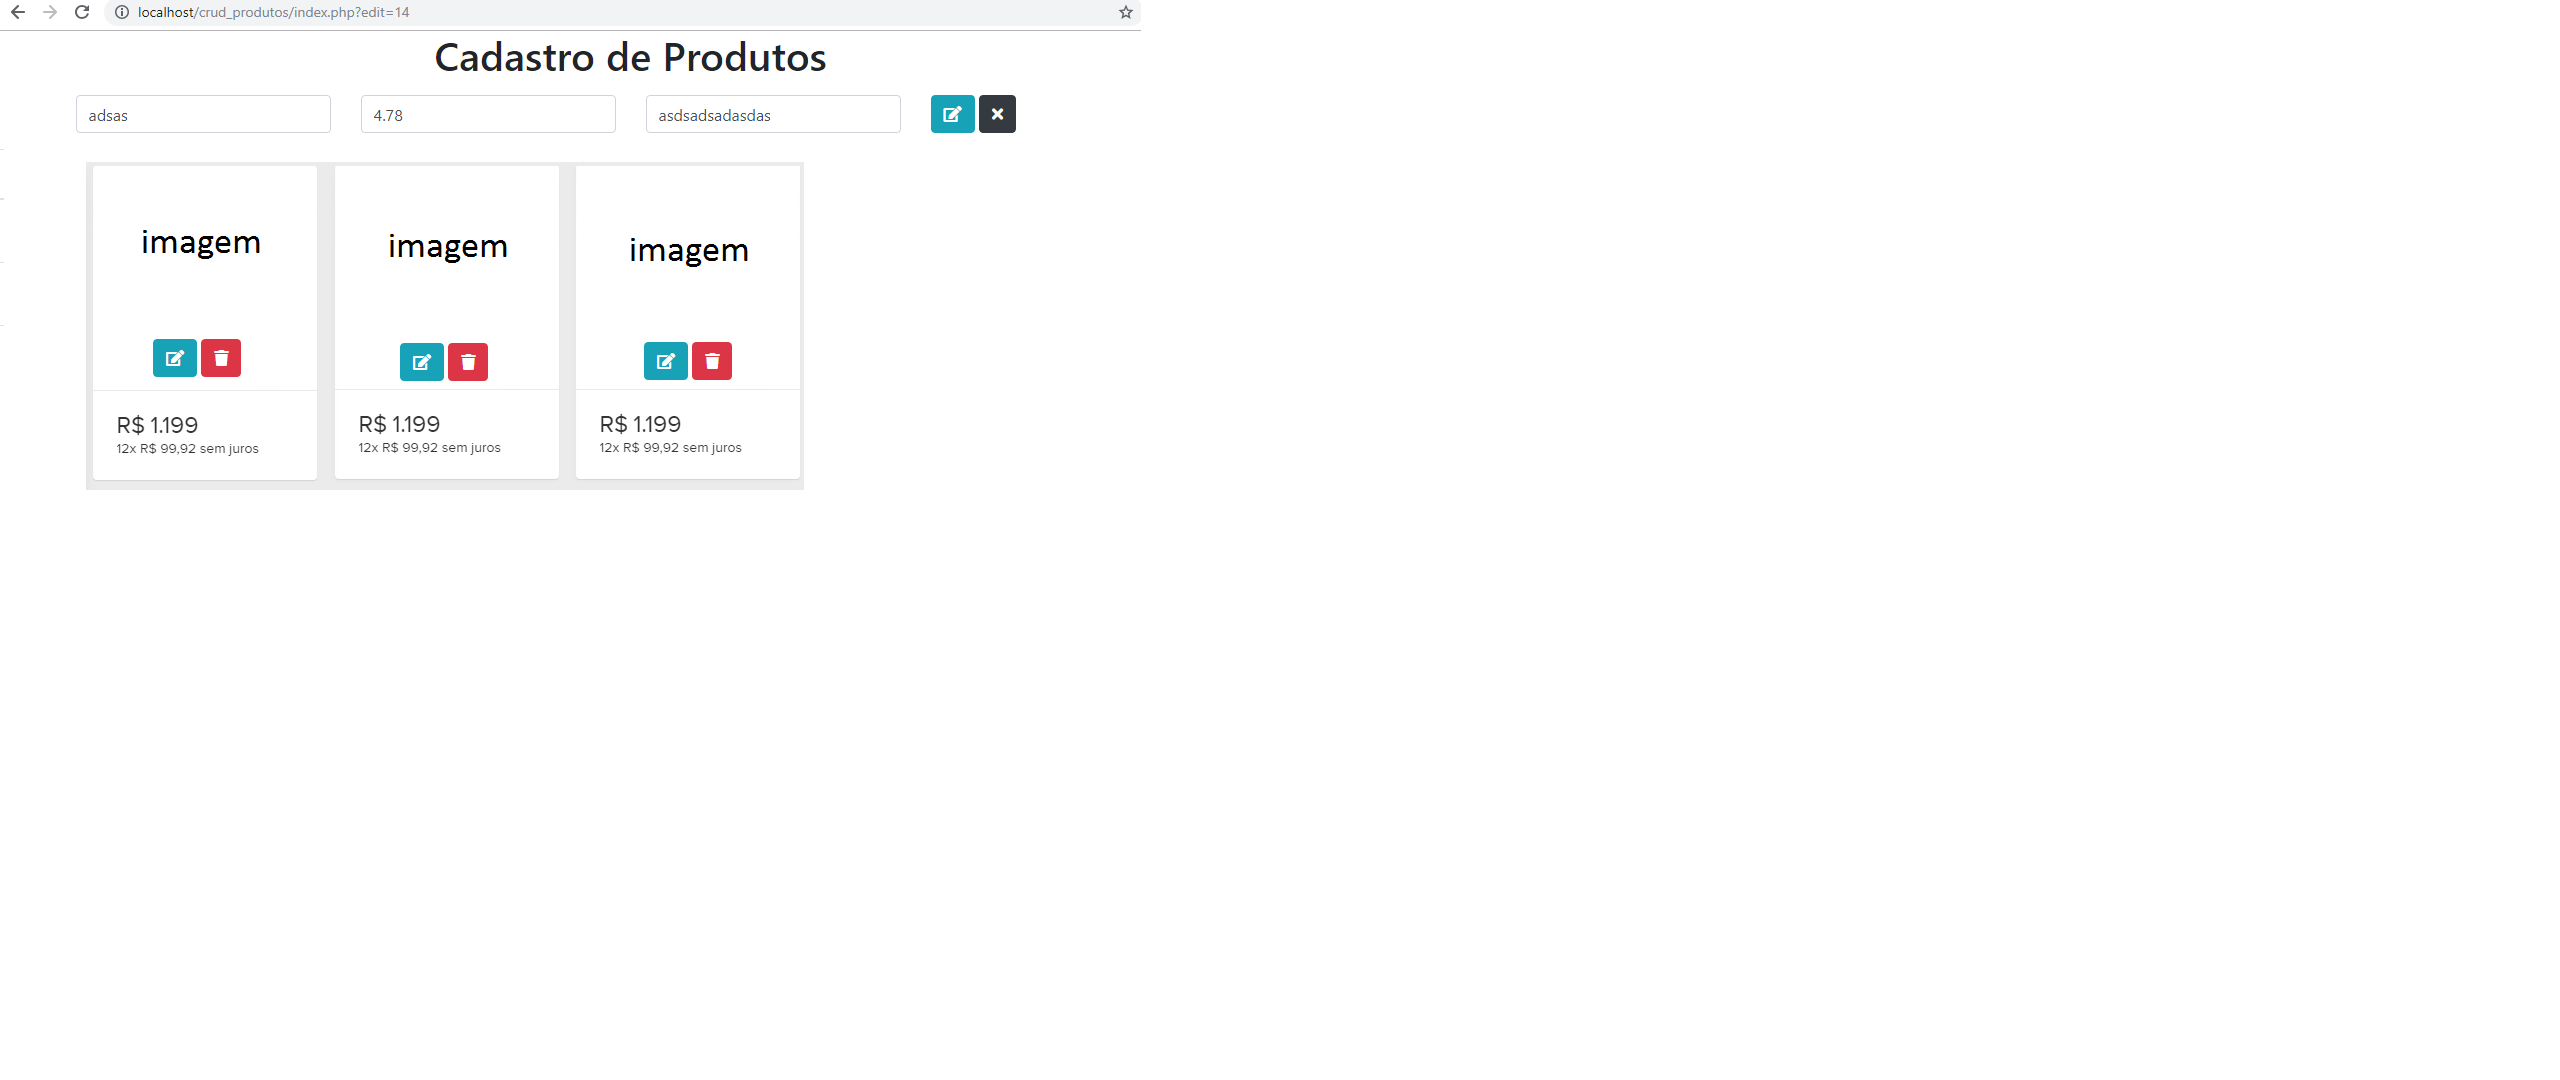 localhost/crud_produtos/index.php?edit=14
Cadastro de Produtos
adsas
4.78
asdsadsadasdas
imagem
imagem
imagem
R$ 1.199
12x R$ 99,92 sem juros
R$ 1.199
12x R$ 99,92 sem juros
R$ 1.199
12x R$ 99,92 sem juros